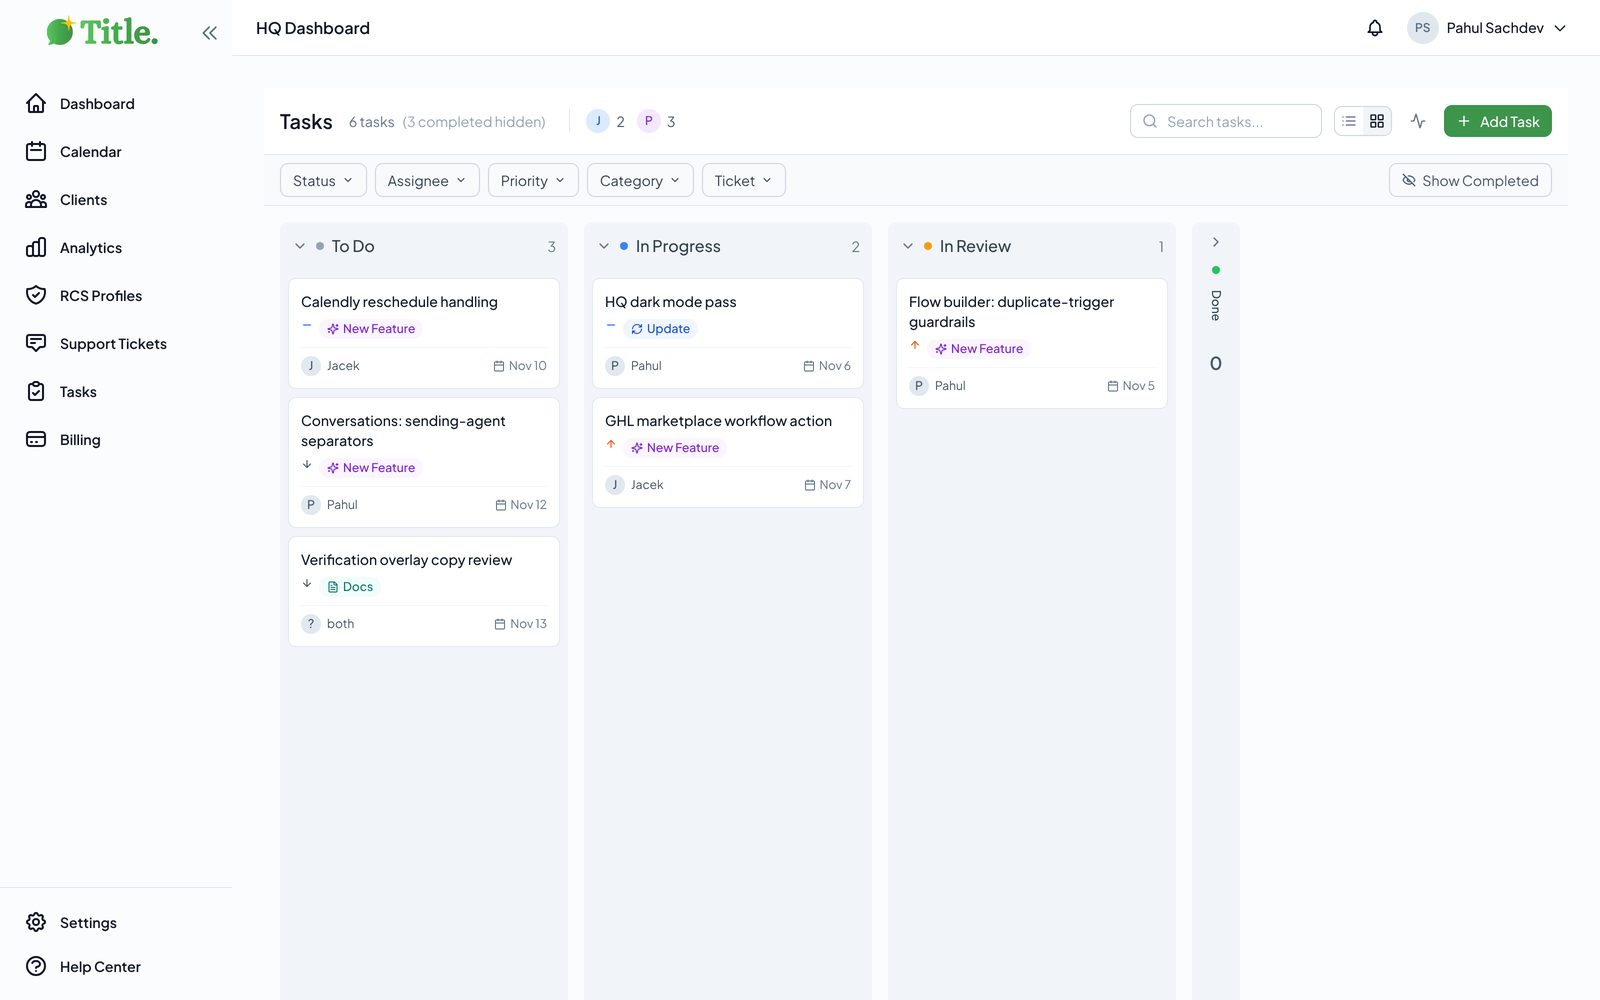 Title.
HQ Dashboard
PS Pahul Sachdev
Dashboard
Calendar
Clients
Analytics
RCS Profiles
Support Tickets
Tasks
Billing
Settings
Help Center
Tasks 6 tasks (3 completed hidden) J 2 P 3
Search tasks...
Add Task
Status Assignee Priority Category Ticket
Show Completed
To Do 3
Calendly reschedule handling
New Feature
J Jacek Nov 10
Conversations: sending-agent
separators
New Feature
P Pahul Nov 12
Verification overlay copy review
Docs
? both Nov 13
In Progress 2
HQ dark mode pass
Update
P Pahul Nov 6
GHL marketplace workflow action
New Feature
J Jacek Nov 7
In Review 1
Flow builder: duplicate-trigger
guardrails
New Feature
P Pahul Nov 5
Done
0